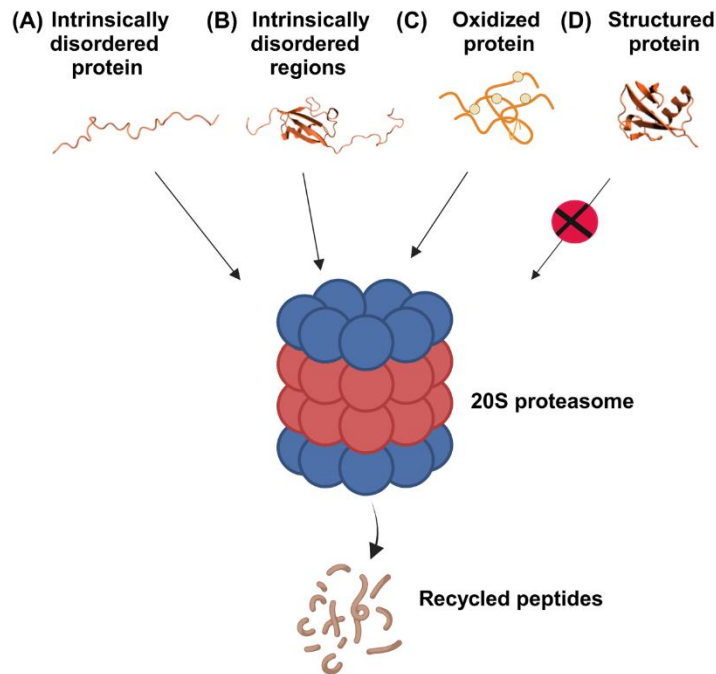 (A) Intrinsically
disordered
protein
(B) Intrinsically
disordered
regions
(C) Oxidized
protein
(D) Structured
protein
20S proteasome
Recycled peptides